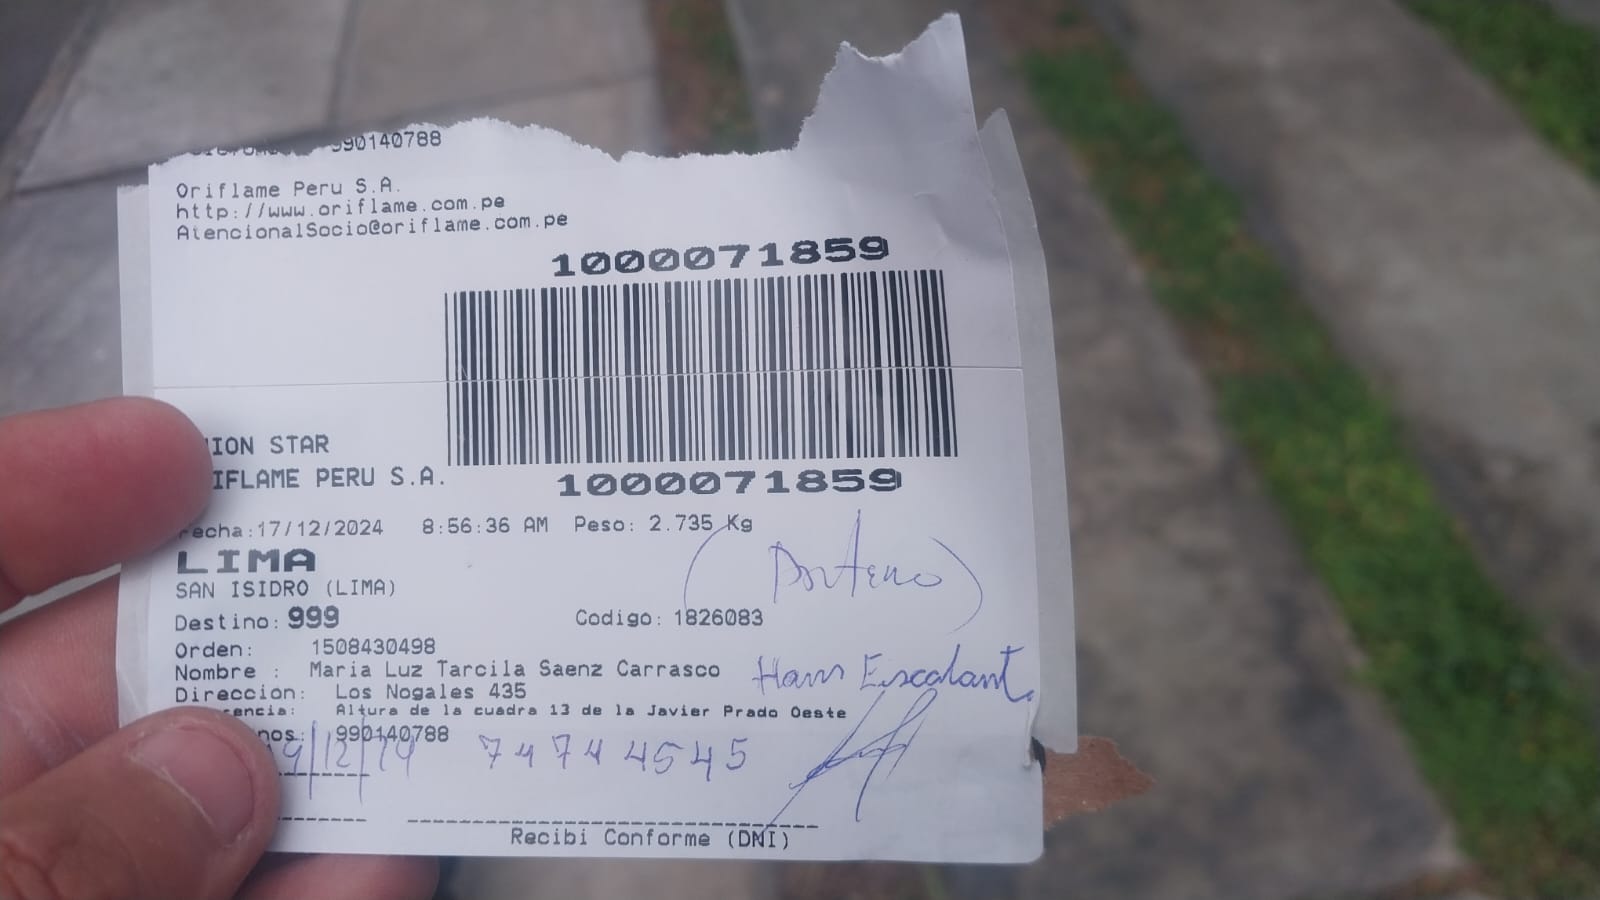 990140788
Oriflame Peru S.A.
http://www.oriflame.com.pe
AtencionalSocio@oriflame.com.pe
1000071859
ION STAR
IFLAME PERU S.A.
1000071859
Fecha:17/12/2024 8:56:36 AM Peso: 2.735 Kg
LIMA
SAN ISIDRO (LIMA)
Destino: 999 Codigo: 1826083
Orden: 1508430498
Nombre : Maria Luz Tarcila Saenz Carrasco
Hans Escalant.
Direccion: Los Nogales 435
encia: Altura de la cuadra 13 de la Javier Prado Oeste
nos: 990140788
74744545
Recibi Conforme (DNI)